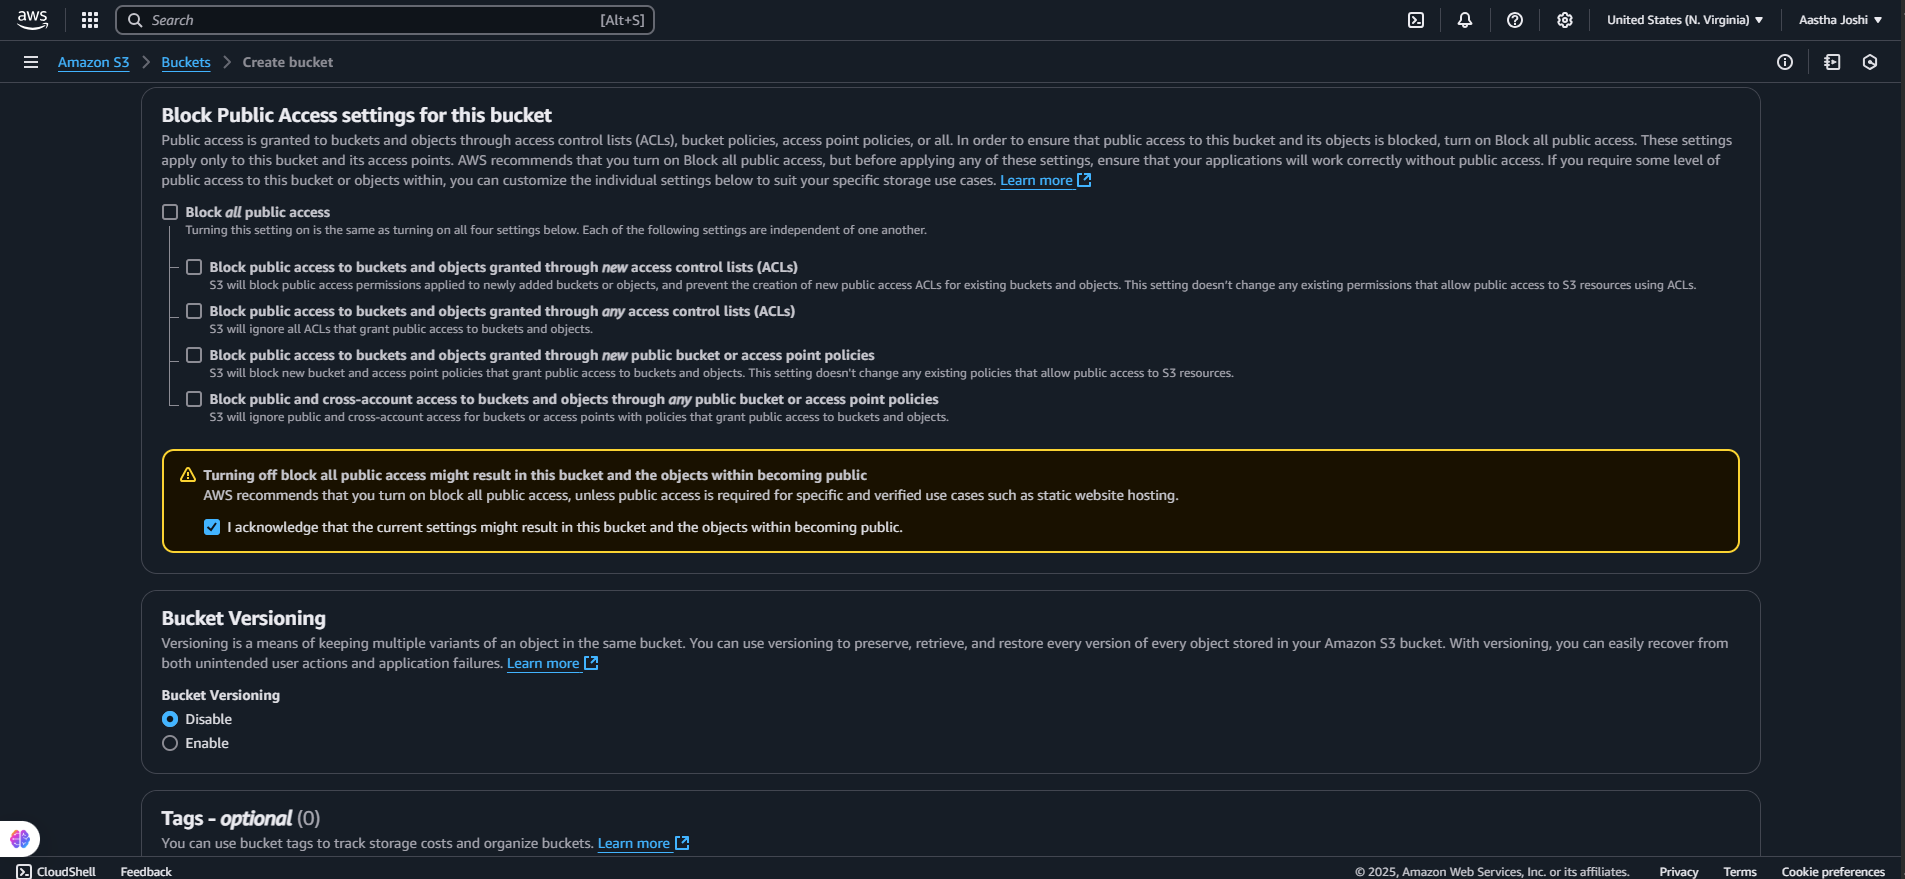 aws
Search [Alt+S]
United States (N. Virginia) Aastha Joshi
Amazon S3 Buckets Create bucket
Block Public Access settings for this bucket
Public access is granted to buckets and objects through access control lists (ACLs), bucket policies, access point policies, or all. In order to ensure that public access to this bucket and its objects is blocked, turn on Block all public access. These settings
apply only to this bucket and its access points. AWS recommends that you turn on Block all public access, but before applying any of these settings, ensure that your applications will work correctly without public access. If you require some level of
public access to this bucket or objects within, you can customize the individual settings below to suit your specific storage use cases. Learn more
Block all public access
Turning this setting on is the same as turning on all four settings below. Each of the following settings are independent of one another.
Block public access to buckets and objects granted through new access control lists (ACLs)
S3 will block public access permissions applied to newly added buckets or objects, and prevent the creation of new public access ACLs for existing buckets and objects. This setting doesn't change any existing permissions that allow public access to S3 resources using ACLs.
Block public access to buckets and objects granted through any access control lists (ACLs)
S3 will ignore all ACLs that grant public access to buckets and objects.
Block public access to buckets and objects granted through new public bucket or access point policies
S3 will block new bucket and access point policies that grant public access to buckets and objects. This setting doesn't change any existing policies that allow public access to S3 resources.
Block public and cross-account access to buckets and objects through any public bucket or access point policies
S3 will ignore public and cross-account access for buckets or access points with policies that grant public access to buckets and objects.
Turning off block all public access might result in this bucket and the objects within becoming public
AWS recommends that you turn on block all public access, unless public access is required for specific and verified use cases such as static website hosting.
I acknowledge that the current settings might result in this bucket and the objects within becoming public.
Bucket Versioning
Versioning is a means of keeping multiple variants of an object in the same bucket. You can use versioning to preserve, retrieve, and restore every version of every object stored in your Amazon S3 bucket. With versioning, you can easily recover from
both unintended user actions and application failures. Learn more
Bucket Versioning
Disable
Enable
Tags - optional (0)
You can use bucket tags to track storage costs and organize buckets. Learn more
CloudShell Feedback © 2025, Amazon Web Services, Inc. or its affiliates. Privacy Terms Cookie preferences